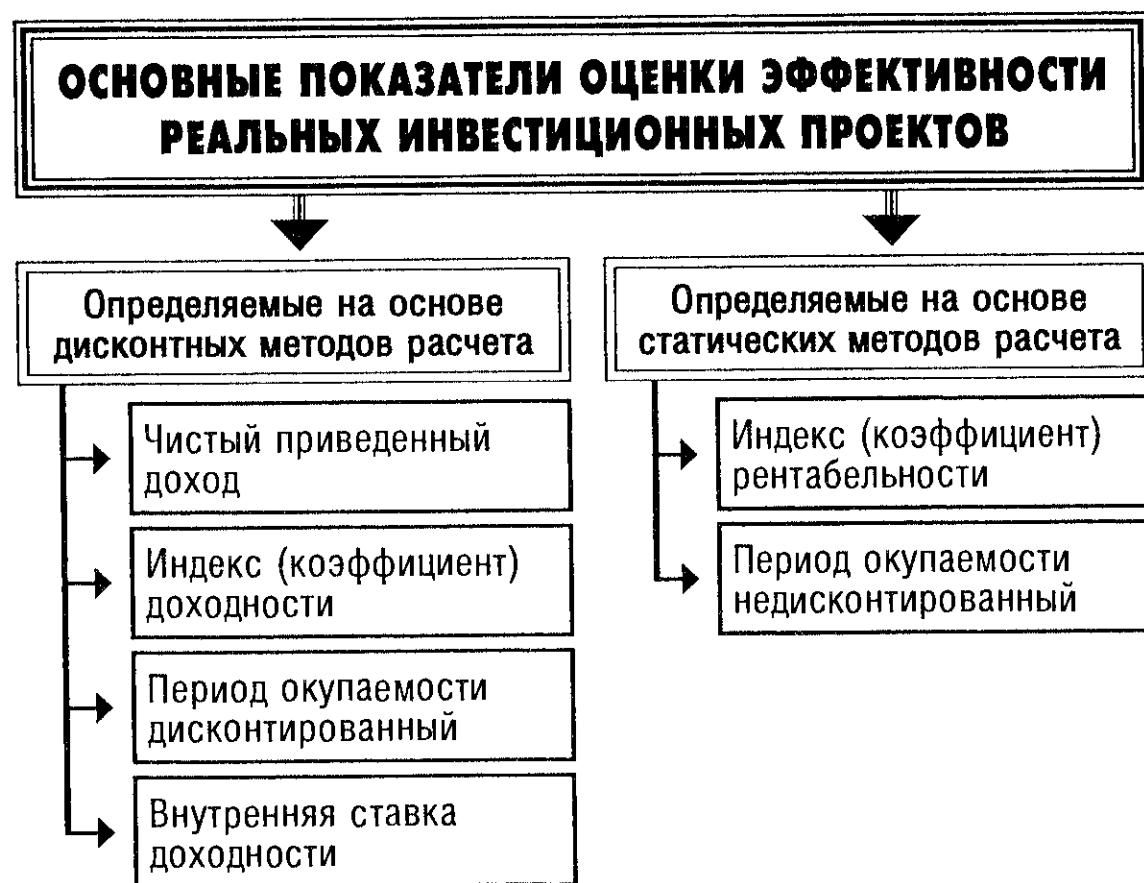 ОСНОВНЫЕ ПОКАЗАТЕЛИ ОЦЕНКИ ЭФФЕКТИВНОСТИ
РЕАЛЬНЫХ ИНВЕСТИЦИОННЫХ ПРОЕКТОВ
Определяемые на основе
дисконтных методов расчета
Чистый приведенный
доход
Индекс (коэффициент)
доходности
Период окупаемости
дисконтированный
Внутренняя ставка
доходности
Определяемые на основе
статических методов расчета
Индекс (коэффициент)
рентабельности
Период окупаемости
недисконтированный